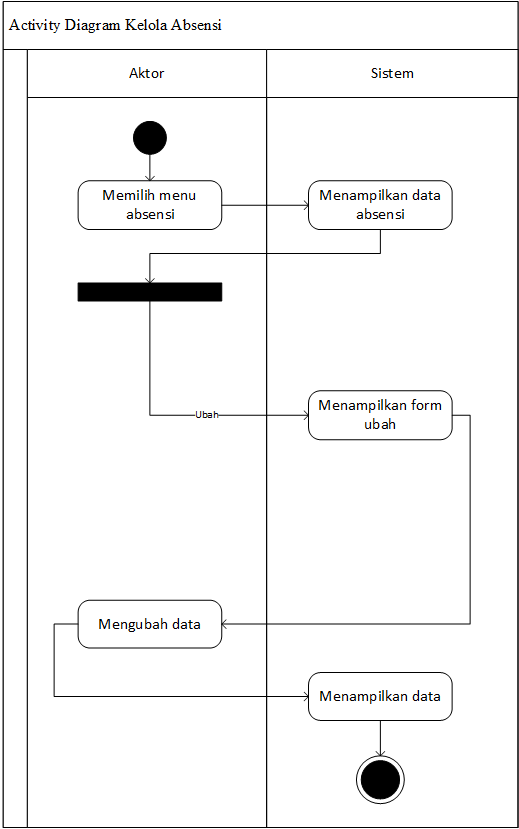 Activity Diagram Kelola Absensi
Aktor
Sistem
Memilih menu
absensi
Menampilkan data
absensi
Ubah
Menampilkan form
ubah
Mengubah data
Menampilkan data